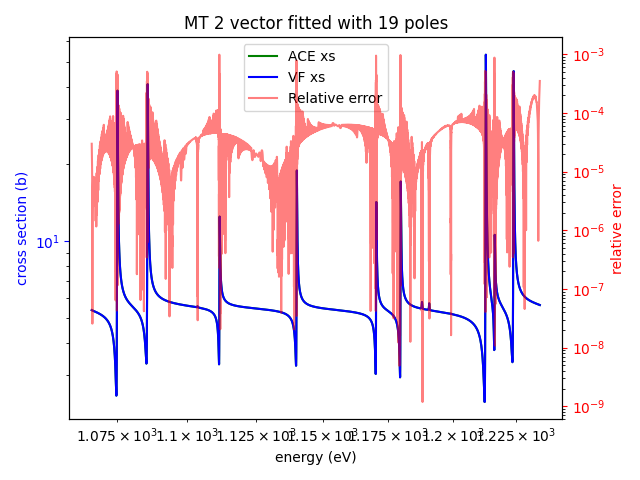 MT 2 vector fitted with 19 poles
ACE xs
VF xs
Relative error
cross section (b)
10¹
10⁻³
10⁻⁴
10⁻⁵
10⁻⁶
10⁻⁷
10⁻⁸
10⁻⁹
relative error
1.075 × 10³ 1.1 × 10³ 1.125 × 10³ 1.15 × 10³ 1.175 × 10³ 1.2 × 10³ 1.225 × 10³
energy (eV)